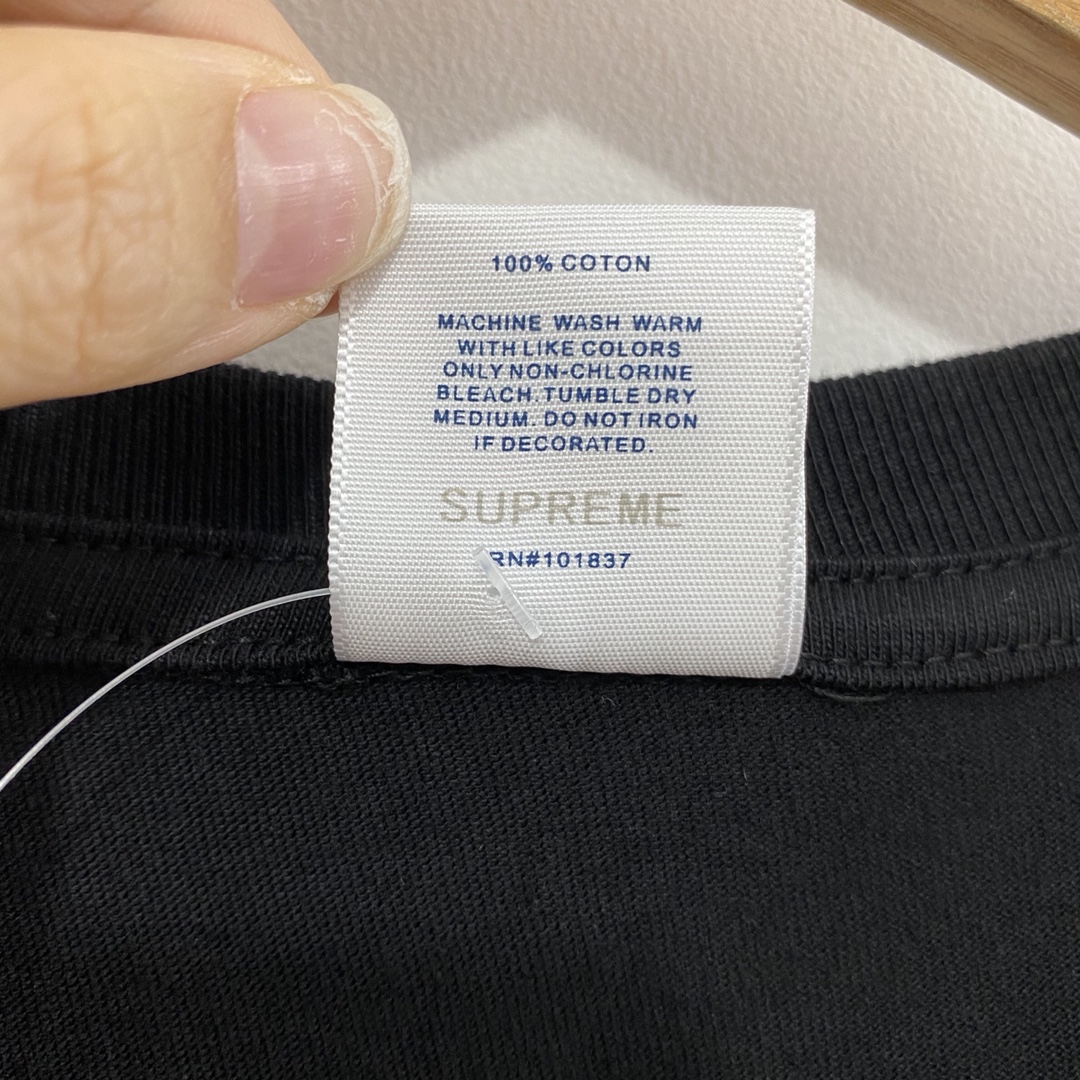 100% COTON
MACHINE WASH WARM
WITH LIKE COLORS
ONLY NON-CHLORINE
BLEACH. TUMBLE DRY
MEDIUM. DO NOT IRON
IF DECORATED.
SUPREME
RN#101837